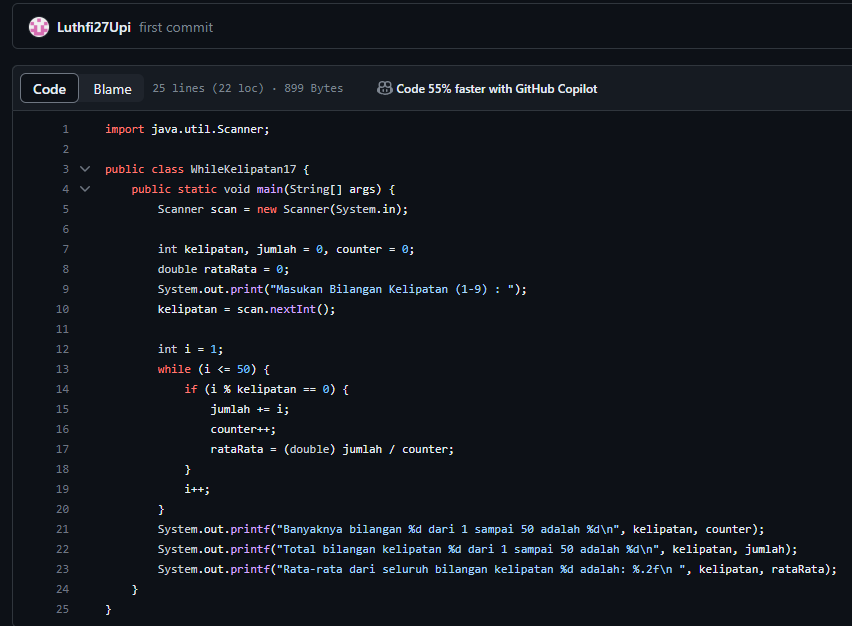 Luthfi27Upi first commit
Code Blame 25 lines (22 loc) · 899 Bytes Code 55% faster with GitHub Copilot
1 import java.util.Scanner;
2
3 public class WhileKelipatan17 {
4 public static void main(String[] args) {
5 Scanner scan = new Scanner(System.in);
6
7 int kelipatan, jumlah = 0, counter = 0;
8 double rataRata = 0;
9 System.out.print("Masukan Bilangan Kelipatan (1-9) : ");
10 kelipatan = scan.nextInt();
11
12 int i = 1;
13 while (i <= 50) {
14 if (i % kelipatan == 0) {
15 jumlah += i;
16 counter++;
17 rataRata = (double) jumlah / counter;
18 }
19 i++;
20 }
21 System.out.printf("Banyaknya bilangan %d dari 1 sampai 50 adalah %d\n", kelipatan, counter);
22 System.out.printf("Total bilangan kelipatan %d dari 1 sampai 50 adalah %d\n", kelipatan, jumlah);
23 System.out.printf("Rata-rata dari seluruh bilangan kelipatan %d adalah: %.2f\n ", kelipatan, rataRata);
24 }
25 }